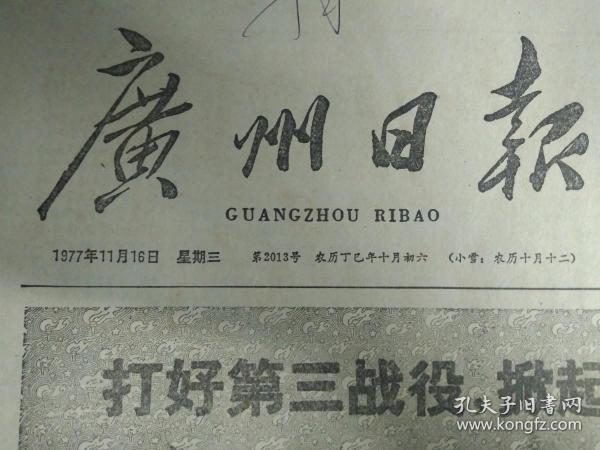 廣州日報
GUANGZHOU RIBAO
1977年11月16日 星期三 第2013号 农历丁巳年十月初六 (小雪：农历十月十二)
打好第三战役 掀起
孔夫子旧书网
www.kongfz.com